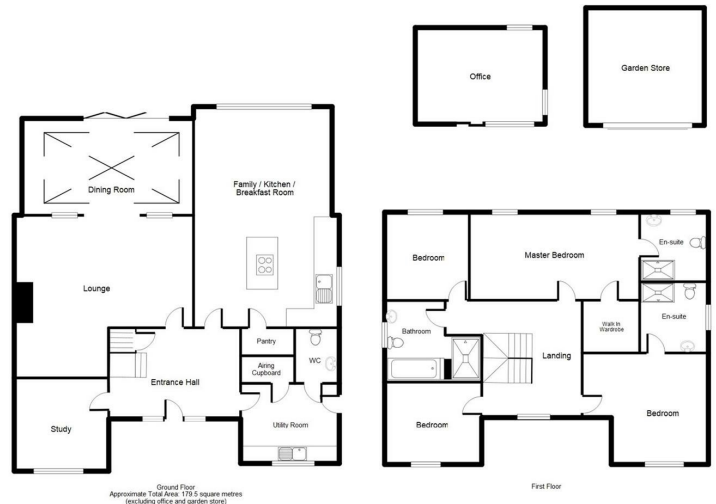 Office
Garden Store
Dining Room
Family / Kitchen /
Breakfast Room
Lounge
Pantry
Airing
Cupboard
WC
Entrance Hall
Study
Utility Room
Ground Floor
Approximate Total Area: 179.5 square metres
(excluding office and garden store)
Bedroom
Master Bedroom
En-suite
Bathroom
Walk In
Wardrobe
En-suite
Landing
Bedroom
Bedroom
First Floor